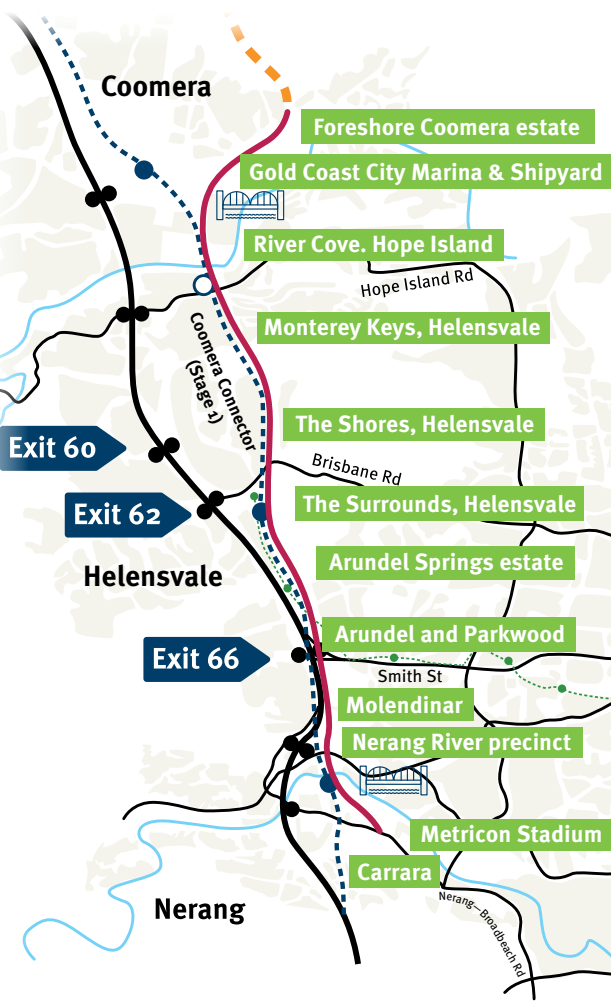 Coomera
Foreshore Coomera estate
Gold Coast City Marina & Shipyard
River Cove. Hope Island
Hope Island Rd
Monterey Keys, Helensvale
Coomera Connector
(Stage 1)
The Shores, Helensvale
Exit 60
Brisbane Rd
The Surrounds, Helensvale
Exit 62
Arundel Springs estate
Helensvale
Arundel and Parkwood
Exit 66
Smith St
Molendinar
Nerang River precinct
Metricon Stadium
Carrara
Nerang
Nerang–Broadbeach Rd